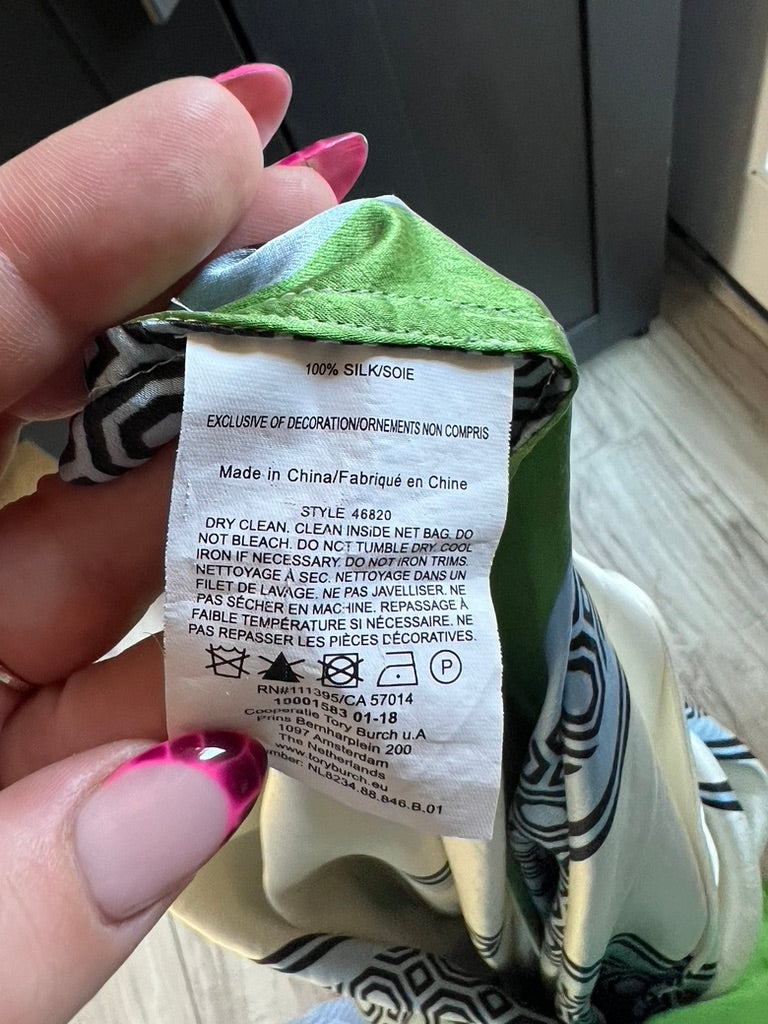 100% SILK/SOIE
EXCLUSIVE OF DECORATION/ORNEMENTS NON COMPRIS
Made in China/Fabriqué en Chine
STYLE 46820
DRY CLEAN. CLEAN INSIDE NET BAG. DO
NOT BLEACH. DO NOT TUMBLE DRY. COOL
IRON IF NECESSARY. DO NOT IRON TRIMS.
NETTOYAGE À SEC. NETTOYAGE DANS UN
FILET DE LAVAGE. NE PAS JAVELLISER. NE
PAS SÉCHER EN MACHINE. REPASSAGE À
FAIBLE TEMPÉRATURE SI NÉCESSAIRE. NE
PAS REPASSER LES PIÈCES DÉCORATIVES.
P
RN#111395/CA 57014
10001583 01-18
Cooperatie Tory Burch u.A
Prins Bernharplein 200
1097 Amsterdam
The Netherlands
www.toryburch.eu
NL8234.88.846.B.01